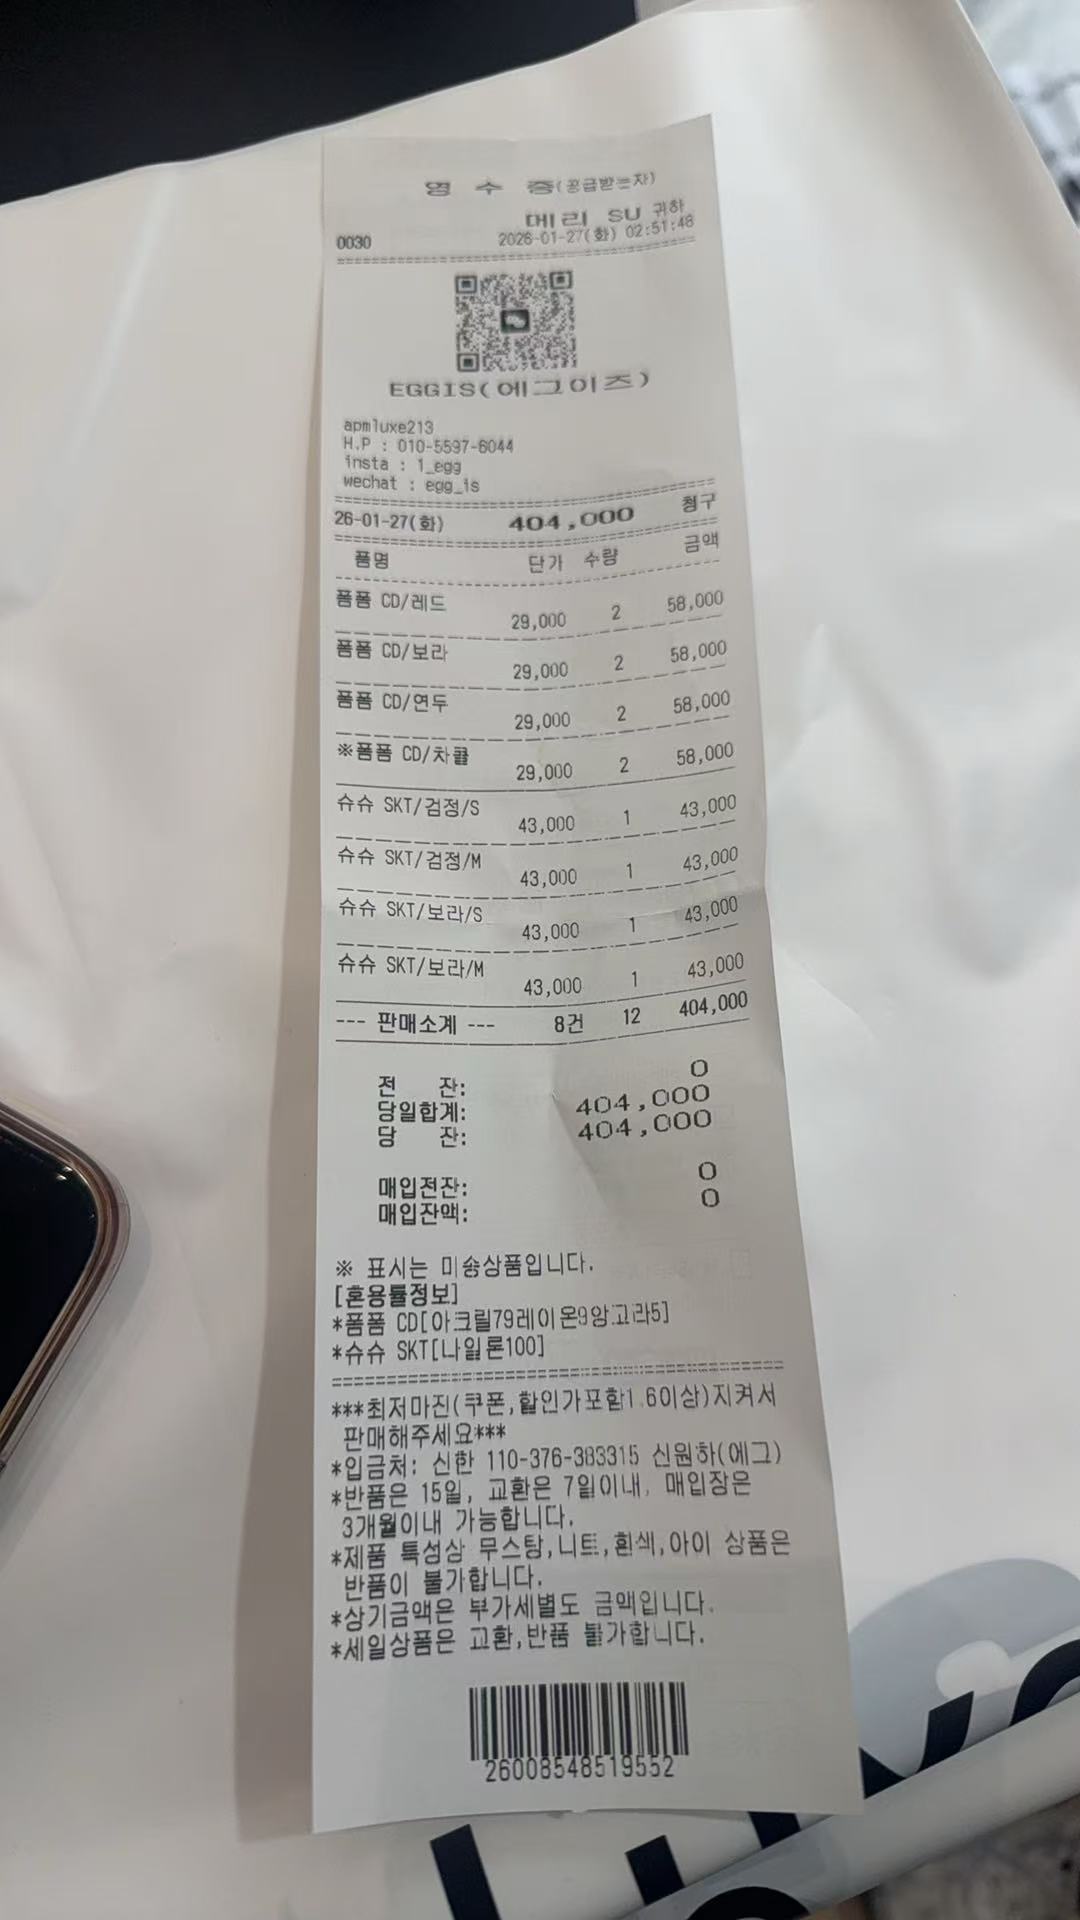 영 수 증(공급받는자)
메리 SU 귀하
0030 2026-01-27(화) 02:51:48
EGGIS(에그이즈)
apmluxe213
H.P : 010-5597-6044
insta : 1_egg
wechat : egg_is
26-01-27(화) 404,000 청구
품명 단가 수량 금액
폼폼 CD/레드
29,000 2 58,000
폼폼 CD/보라
29,000 2 58,000
폼폼 CD/연두
29,000 2 58,000
※폼폼 CD/차콜
29,000 2 58,000
슈슈 SKT/검정/S
43,000 1 43,000
슈슈 SKT/검정/M
43,000 1 43,000
슈슈 SKT/보라/S
43,000 1 43,000
슈슈 SKT/보라/M
43,000 1 43,000
--- 판매소계 --- 8건 12 404,000
전 잔: 0
당일합계: 404,000
당 잔: 404,000
매입전잔: 0
매입잔액: 0
※ 표시는 미송상품입니다.
[혼용률정보]
*폼폼 CD[아크릴79레이온9앙고라5]
*슈슈 SKT[나일론100]
***최저마진(쿠폰,할인가포함1.6이상)지켜서
판매해주세요***
*입금처: 신한 110-376-383315 신원하(에그)
*반품은 15일, 교환은 7일이내, 매입장은
3개월이내 가능합니다.
*제품 특성상 무스탕,니트,흰색,아이 상품은
반품이 불가합니다.
*상기금액은 부가세별도 금액입니다.
*세일상품은 교환,반품 불가합니다.
26008548519552